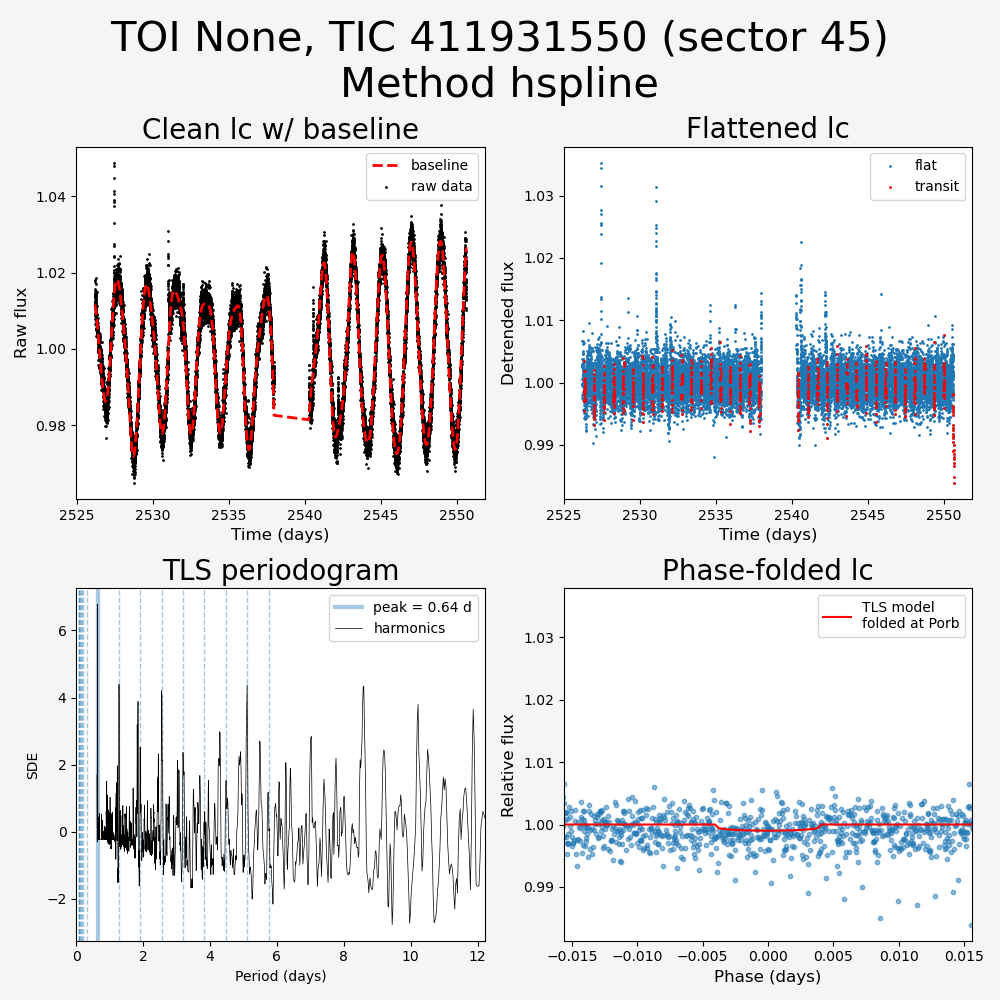 TOI None, TIC 411931550 (sector 45)
Method hspline
Clean lc w/ baseline
Flattened lc
baseline
raw data
flat
transit
1.04
1.02
1.00
0.98
Raw flux
1.03
1.02
1.01
1.00
0.99
Detrended flux
2525
2530
2535
2540
2545
2550
Time (days)
2525
2530
2535
2540
2545
2550
Time (days)
TLS periodogram
Phase-folded lc
peak = 0.64 d
harmonics
TLS model
folded at Porb
6
4
2
0
−2
SDE
1.03
1.02
1.01
1.00
0.99
Relative flux
0
2
4
6
8
10
12
Period (days)
−0.015
−0.010
−0.005
0.000
0.005
0.010
0.015
Phase (days)